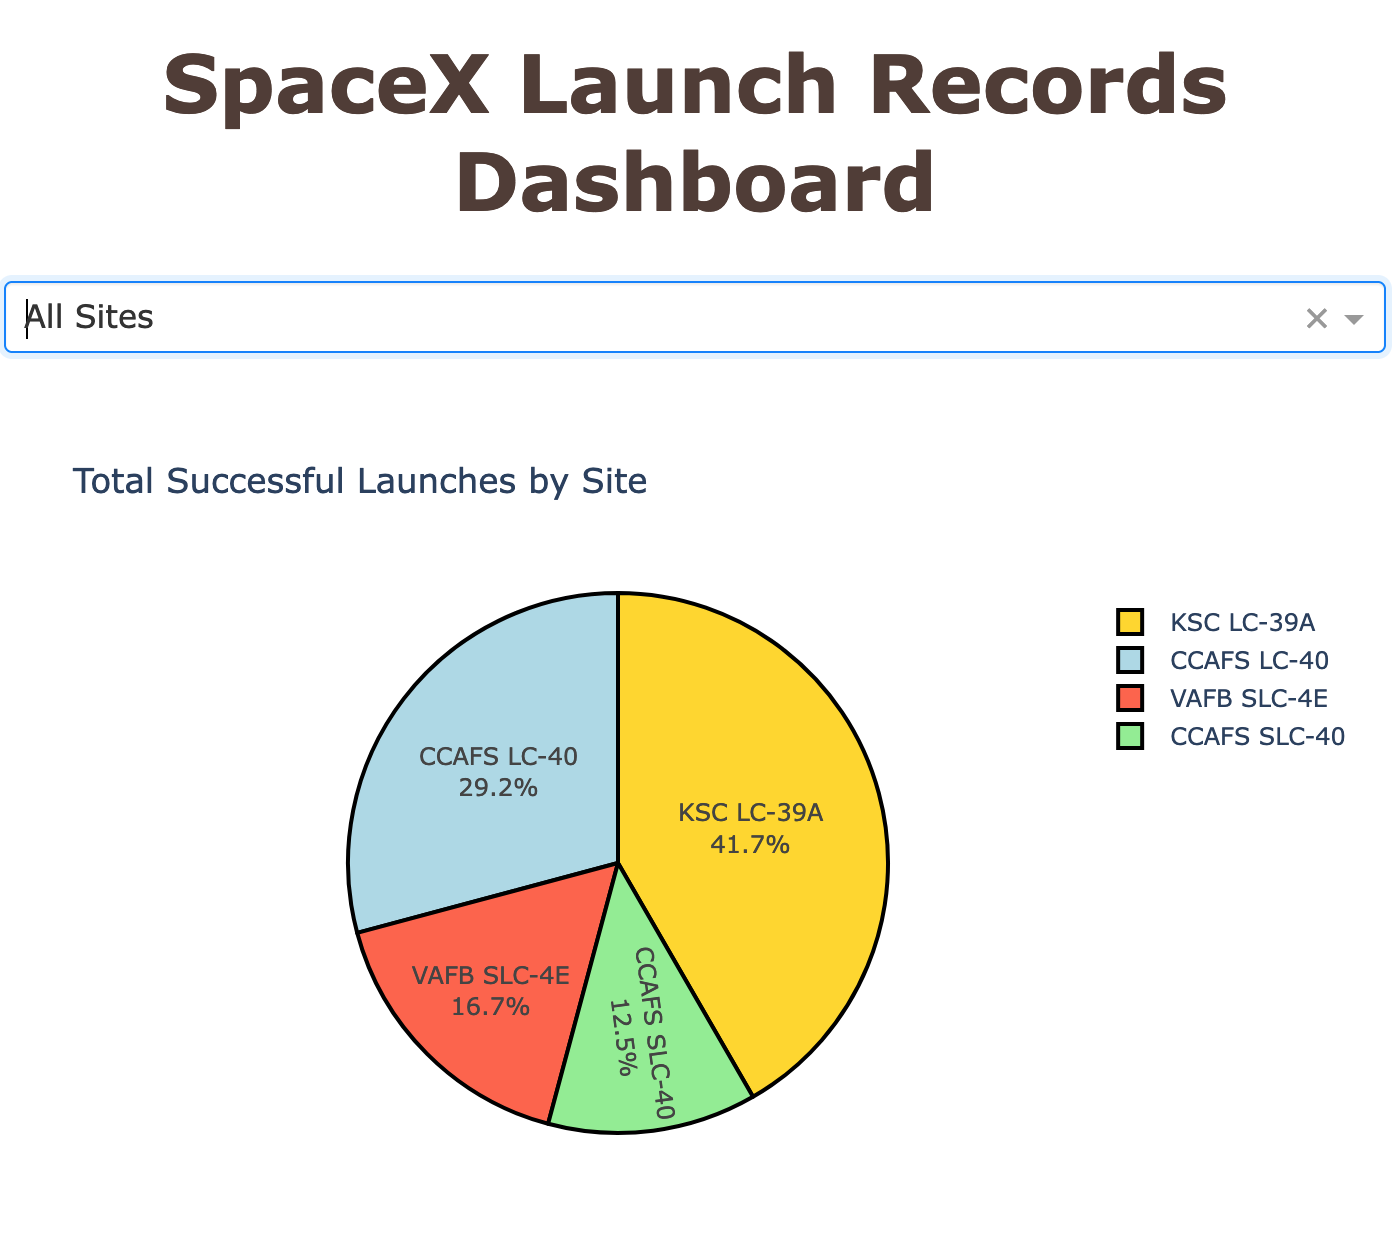 SpaceX Launch Records
Dashboard
All Sites
Total Successful Launches by Site
KSC LC-39A
CCAFS LC-40
VAFB SLC-4E
CCAFS SLC-40
CCAFS LC-40
29.2%
KSC LC-39A
41.7%
VAFB SLC-4E
16.7%
CCAFS SLC-40
12.5%